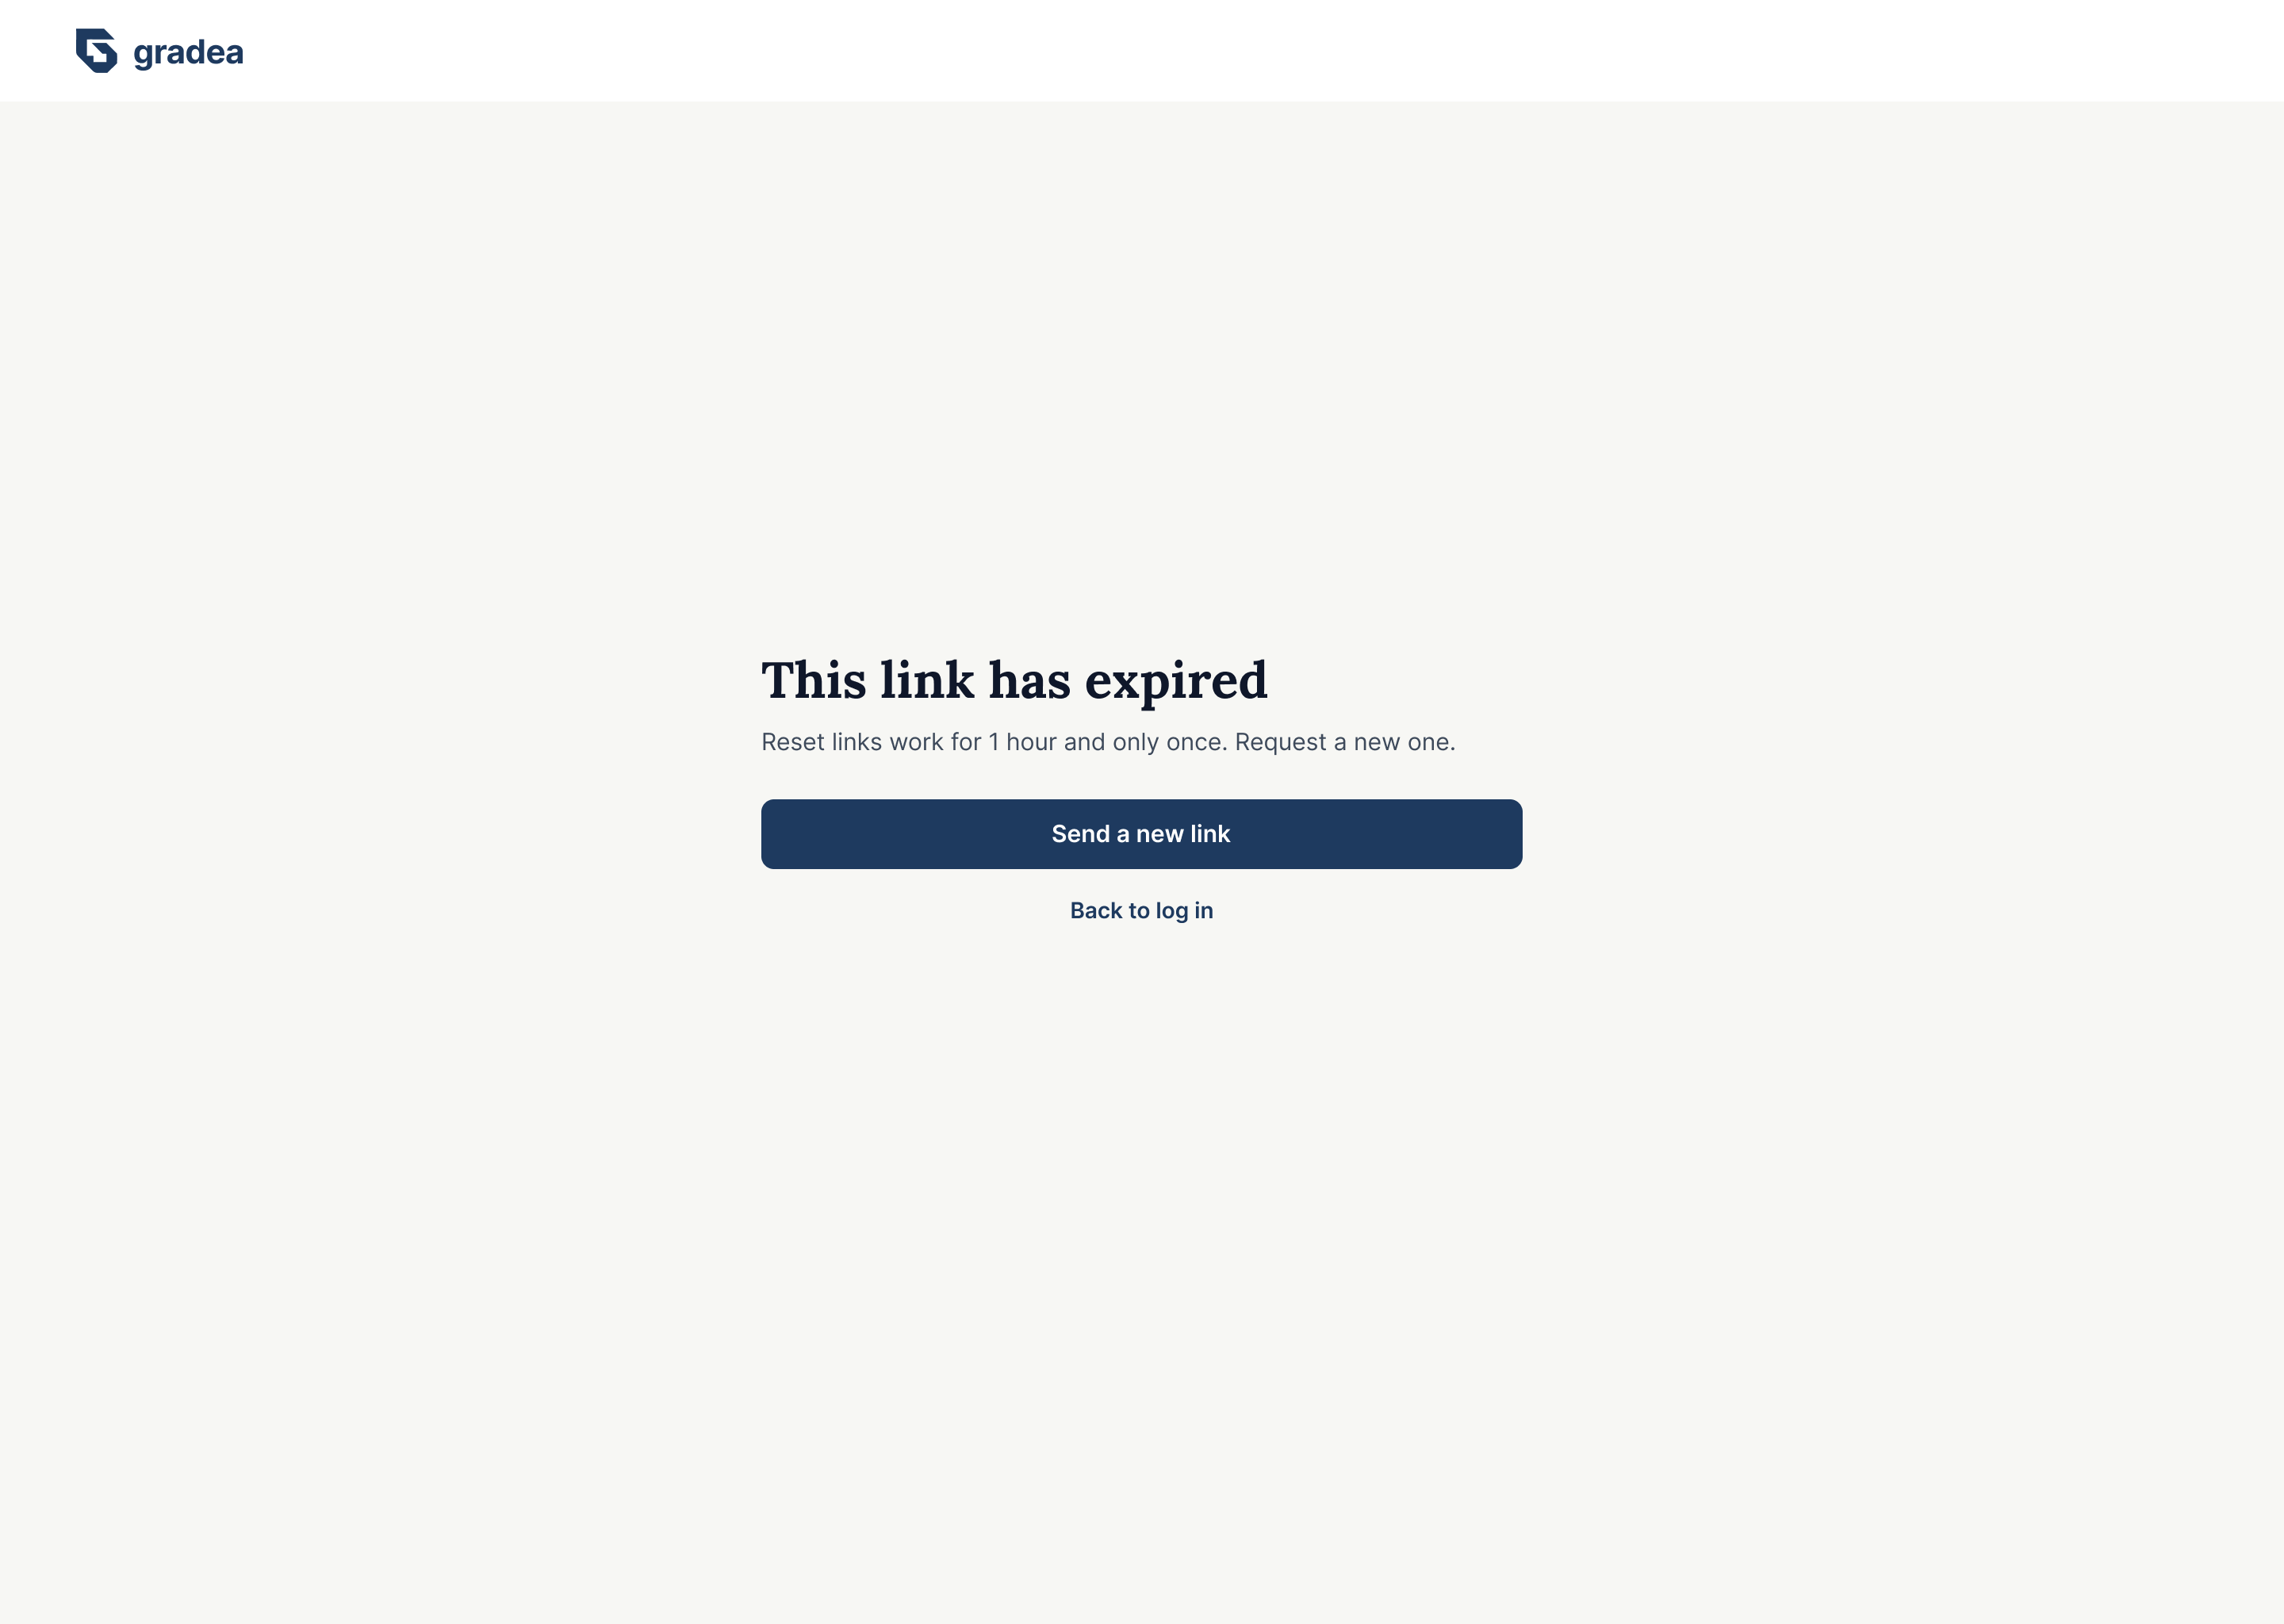 gradea
This link has expired
Reset links work for 1 hour and only once. Request a new one.
Send a new link
Back to log in